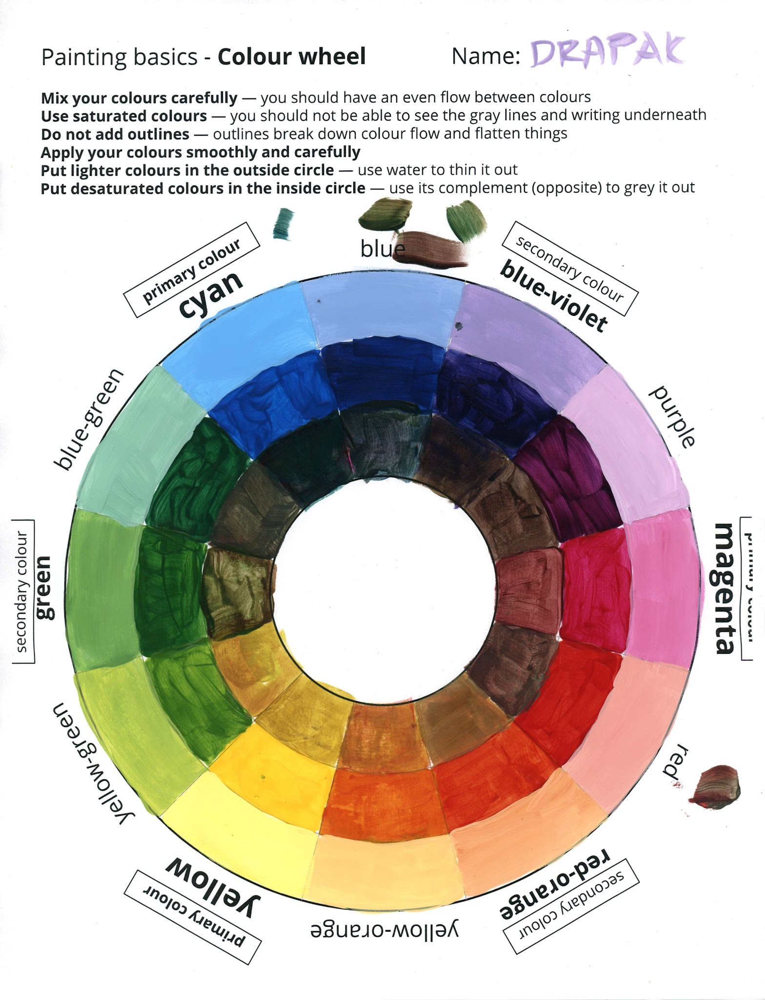 Painting basics - Colour wheel
Name: DRAPAK
Mix your colours carefully — you should have an even flow between colours
Use saturated colours — you should not be able to see the gray lines and writing underneath
Do not add outlines — outlines break down colour flow and flatten things
Apply your colours smoothly and carefully
Put lighter colours in the outside circle — use water to thin it out
Put desaturated colours in the inside circle — use its complement (opposite) to grey it out
primary colour
cyan
blue
secondary colour
blue-violet
purple
primary colour
magenta
red
red-orange
secondary colour
yellow-orange
yellow
primary colour
yellow-green
secondary colour
green
blue-green